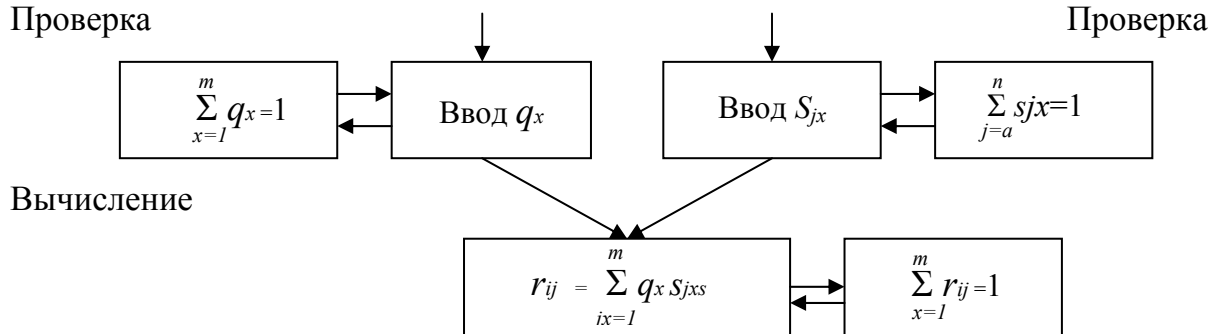 Проверка Проверка
m
Σ qx =1
x=1
Ввод qx
Ввод Sjx
n
Σ sjx=1
j=a
Вычисление
m
rij = Σ qx sjxs
ix=1
m
Σ rij =1
x=1